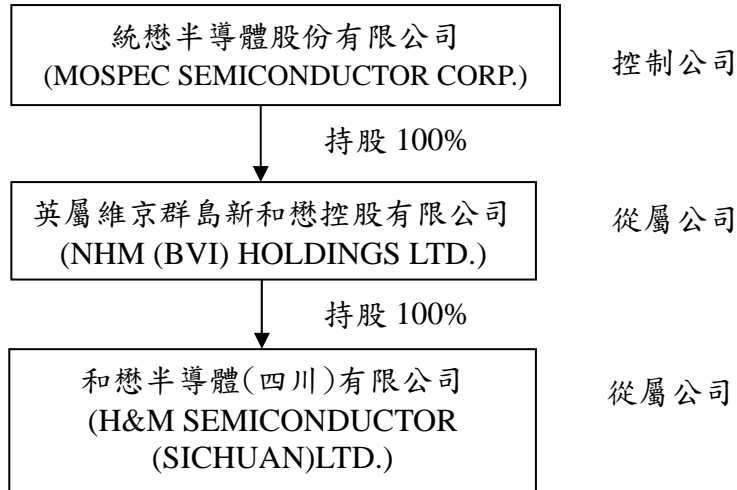 統懋半導體股份有限公司
(MOSPEC SEMICONDUCTOR CORP.)
控制公司
持股 100%
英屬維京群島新和懋控股有限公司
(NHM (BVI) HOLDINGS LTD.)
從屬公司
持股 100%
和懋半導體(四川)有限公司
(H&M SEMICONDUCTOR
(SICHUAN)LTD.)
從屬公司